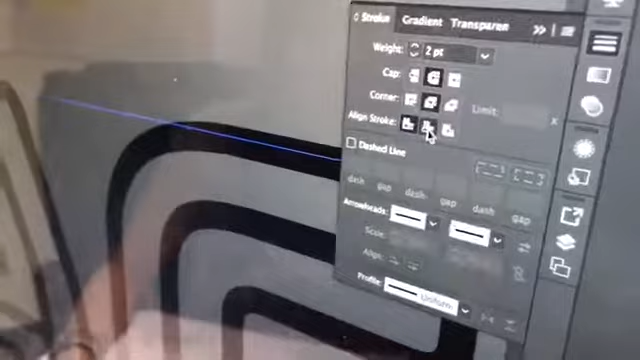 Stroke Gradient Transparen
Weight: 2 pt
Cap:
Corner: Limit: x
Align Stroke:
Dashed Line
dash gap dash gap dash gap
Arrowheads:
Scale:
Align:
Profile: Uniform